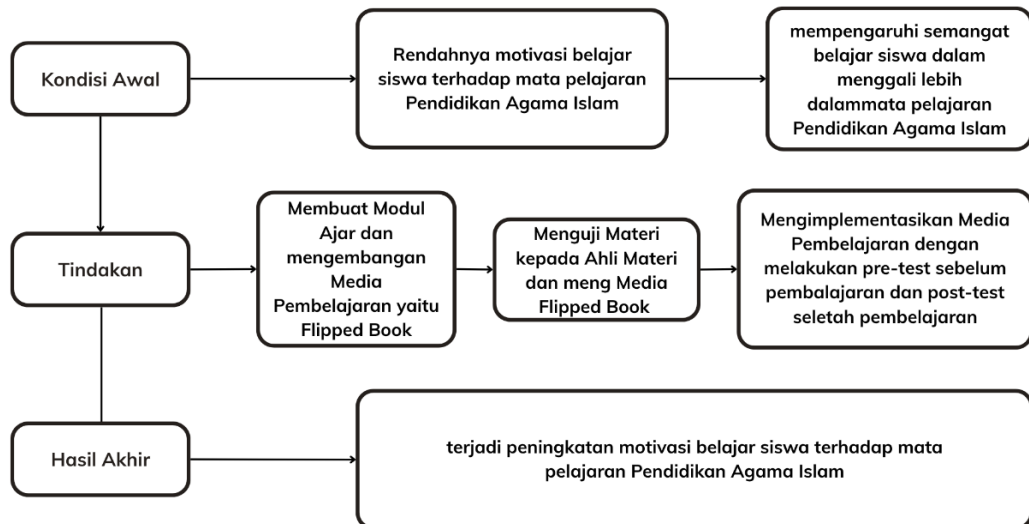 Kondisi Awal
Rendahnya motivasi belajar
siswa terhadap mata pelajaran
Pendidikan Agama Islam
mempengaruhi semangat
belajar siswa dalam
menggali lebih
dalammata pelajaran
Pendidikan Agama Islam
Tindakan
Membuat Modul
Ajar dan
mengembangan
Media
Pembelajaran yaitu
Flipped Book
Menguji Materi
kepada Ahli Materi
dan meng Media
Flipped Book
Mengimplementasikan Media
Pembelajaran dengan
melakukan pre-test sebelum
pembalajaran dan post-test
seletah pembelajaran
Hasil Akhir
terjadi peningkatan motivasi belajar siswa terhadap mata
pelajaran Pendidikan Agama Islam